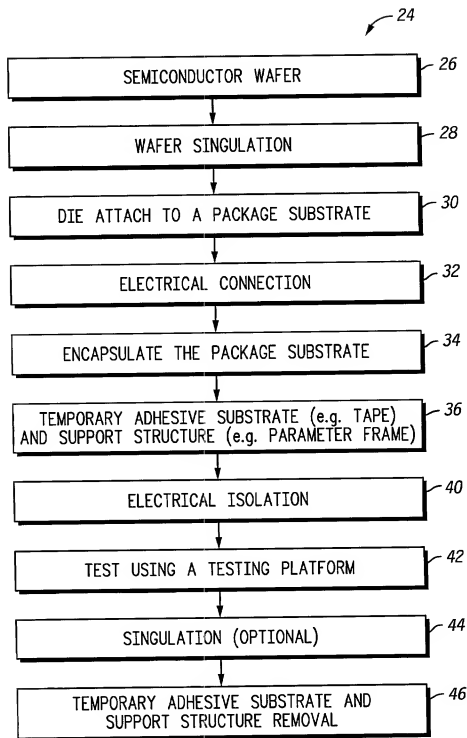 24
SEMICONDUCTOR WAFER
26
WAFER SINGULATION
28
DIE ATTACH TO A PACKAGE SUBSTRATE
30
ELECTRICAL CONNECTION
32
ENCAPSULATE THE PACKAGE SUBSTRATE
34
TEMPORARY ADHESIVE SUBSTRATE (e.g. TAPE)
AND SUPPORT STRUCTURE (e.g. PARAMETER FRAME)
36
ELECTRICAL ISOLATION
40
TEST USING A TESTING PLATFORM
42
SINGULATION (OPTIONAL)
44
TEMPORARY ADHESIVE SUBSTRATE AND
SUPPORT STRUCTURE REMOVAL
46